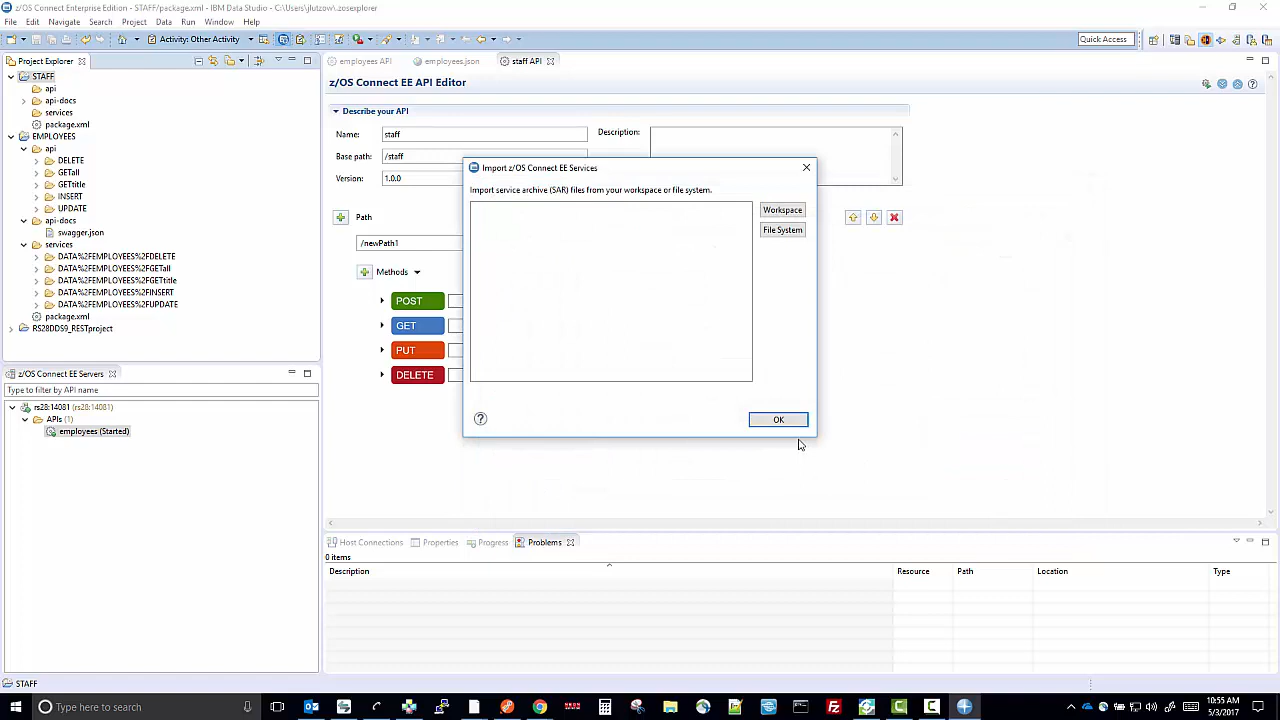 z/OS Connect Enterprise Edition - STAFF/package.xml - IBM Data Studio - C:\Users\jlutzow\.zosexplorer
File Edit Navigate Search Project Data Run Window Help
Activity: Other Activity
Quick Access
Project Explorer
STAFF
api
api-docs
services
package.xml
EMPLOYEES
api
DELETE
GETall
GETtitle
INSERT
UPDATE
api-docs
swagger.json
services
DATA%2FEMPLOYEES%2FDELETE
DATA%2FEMPLOYEES%2FGETall
DATA%2FEMPLOYEES%2FGETtitle
DATA%2FEMPLOYEES%2FINSERT
DATA%2FEMPLOYEES%2FUPDATE
package.xml
RS28DDS9_RESTproject
z/OS Connect EE Servers
Type to filter by API name
rs28:14081 (rs28:14081)
APIs (1)
employees (Started)
employees API employees.json staff API
z/OS Connect EE API Editor
Describe your API
Name: staff Description:
Base path: /staff
Version: 1.0.0
Path
/newPath1
Methods
POST
GET
PUT
DELETE
Import z/OS Connect EE Services
Import service archive (SAR) files from your workspace or file system.
Workspace
File System
OK
Host Connections Properties Progress Problems
0 items
Description Resource Path Location Type
STAFF
Type here to search
10:55 AM
5/3/2017